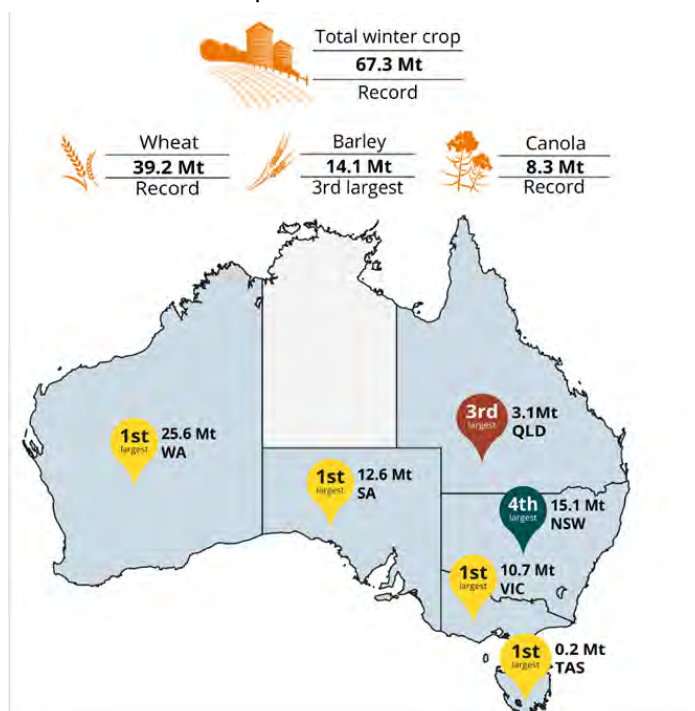 Total winter crop
67.3 Mt
Record
Wheat
39.2 Mt
Record
Barley
14.1 Mt
3rd largest
Canola
8.3 Mt
Record
3rd
largest
3.1Mt
QLD
1st
largest
25.6 Mt
WA
1st
largest
12.6 Mt
SA
4th
largest
15.1 Mt
NSW
1st
largest
10.7 Mt
VIC
1st
largest
0.2 Mt
TAS